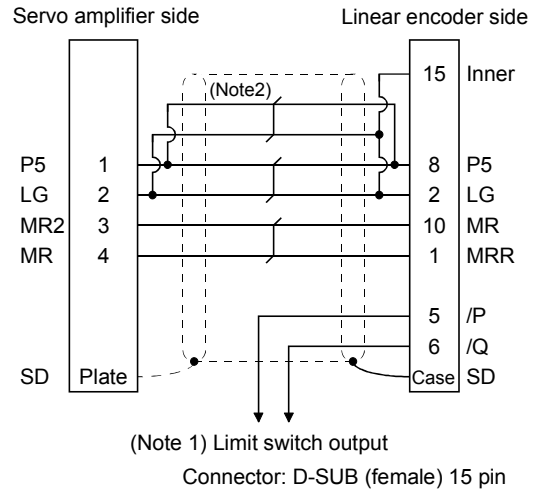 Servo amplifier side Linear encoder side
15 Inner
(Note2)
P5 1 8 P5
LG 2 2 LG
MR2 3 10 MR
MR 4 1 MRR
5 /P
6 /Q
SD Plate Case SD
(Note 1) Limit switch output
Connector: D-SUB (female) 15 pin